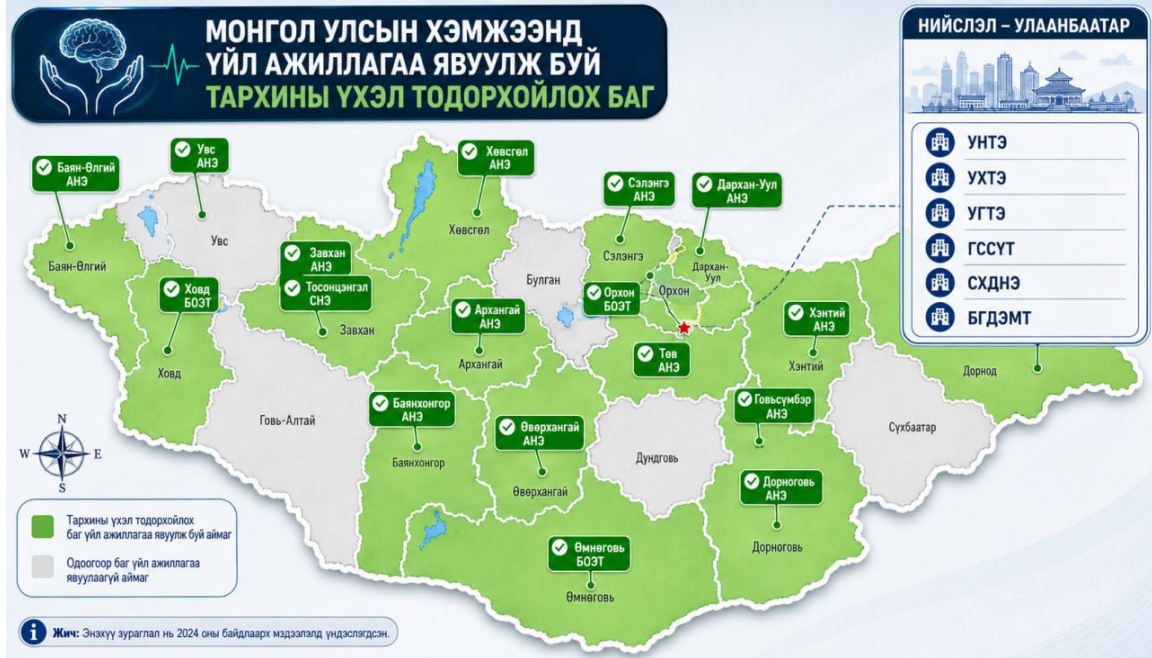 МОНГОЛ УЛСЫН ХЭМЖЭЭНД
ҮЙЛ АЖИЛЛАГАА ЯВУУЛЖ БУЙ
ТАРХИНЫ ҮХЭЛ ТОДОРХОЙЛОХ БАГ
НИЙСЛЭЛ – УЛААНБААТАР
УНТЭ
УХТЭ
УГТЭ
ГССҮТ
СХДНЭ
БГДЭМТ
Баян-Өлгий
АНЭ
Увс
АНЭ
Хөвсгөл
АНЭ
Сэлэнгэ
АНЭ
Дархан-Уул
АНЭ
Баян-Өлгий
Увс
Хөвсгөл
Сэлэнгэ
Дархан-
Уул
Завхан
АНЭ
Тосонцэнгэл
СНЭ
Завхан
Ховд
БОЭТ
Ховд
Булган
Орхон
БОЭТ
Орхон
Архангай
АНЭ
Архангай
Төв
АНЭ
Хэнтий
АНЭ
Хэнтий
Дорнод
Говь-Алтай
Баянхонгор
АНЭ
Баянхонгор
Өвөрхангай
АНЭ
Өвөрхангай
Дундговь
Говьсүмбэр
АНЭ
Сүхбаатар
Дорноговь
АНЭ
Дорноговь
Өмнөговь
БОЭТ
Өмнөговь
N
W
E
S
Тархины үхэл тодорхойлох
баг үйл ажиллагаа явуулж буй аймаг
Одоогоор баг үйл ажиллагаа
явуулаагүй аймаг
Жич: Энэхүү зураглал нь 2024 оны байдлаарх мэдээлэлд үндэслэгдсэн.